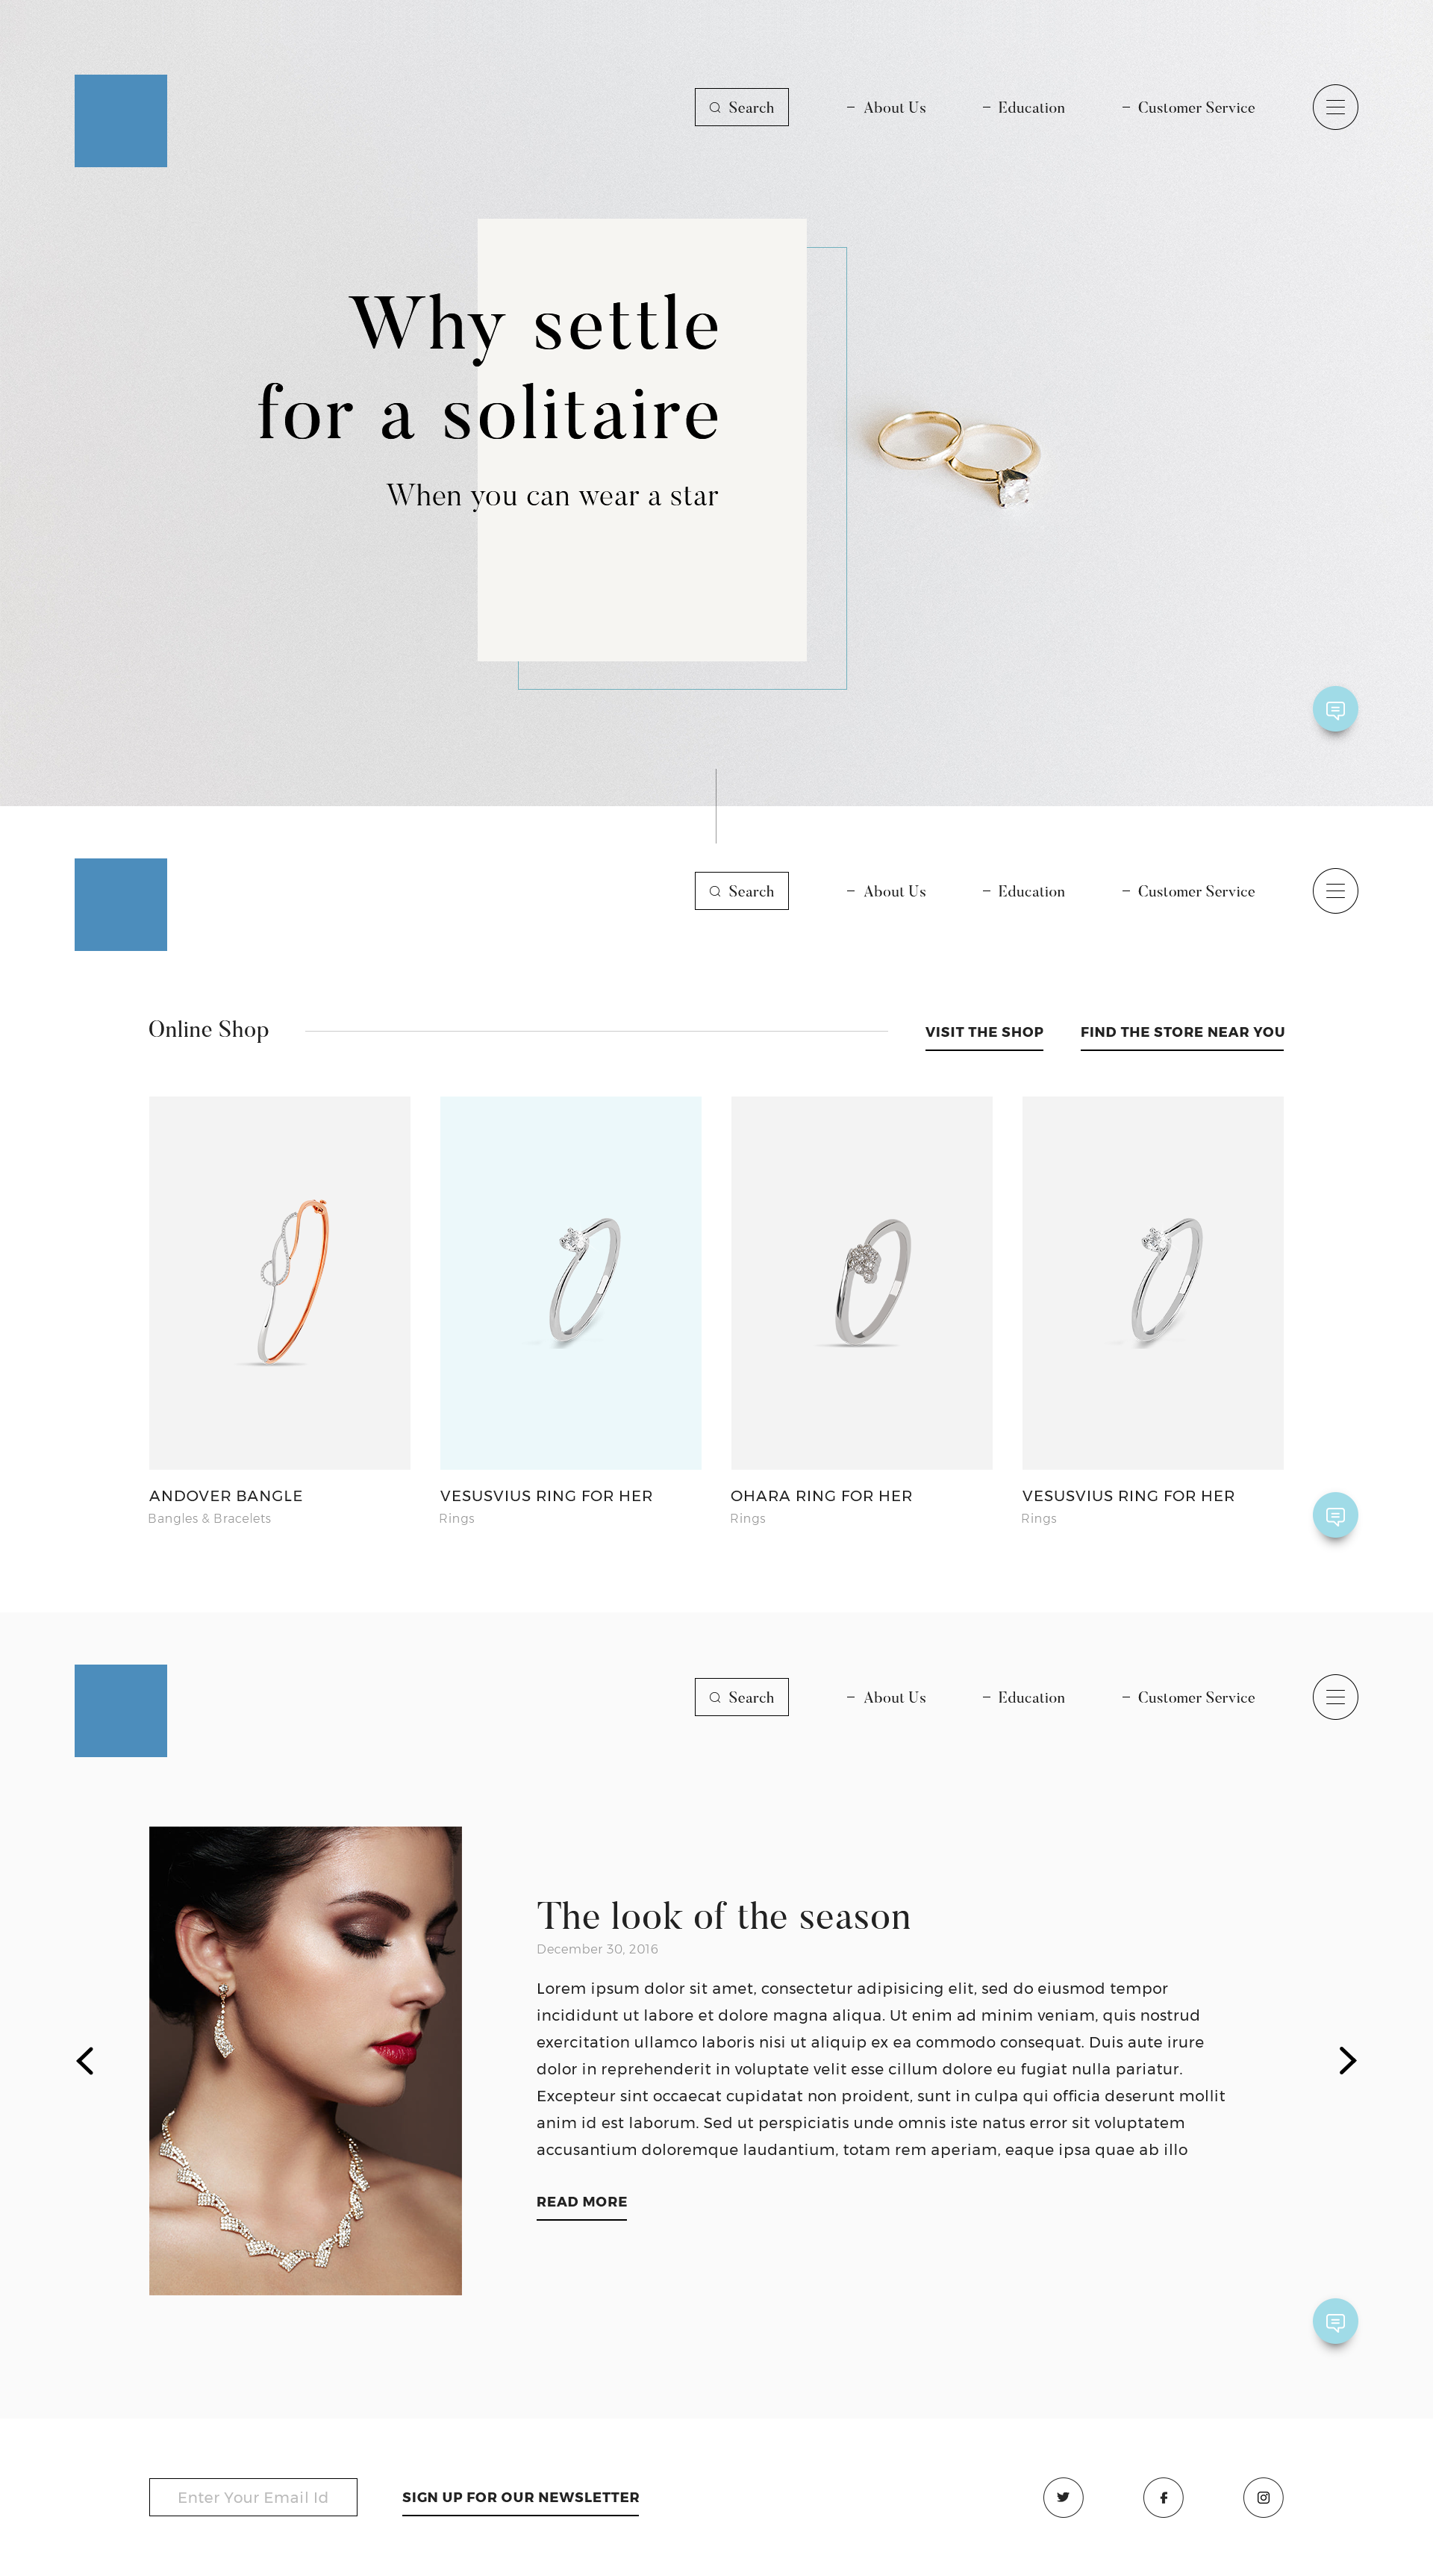 Search
About Us
Education
Customer Service
Why settle
for a solitaire
When you can wear a star
Search
About Us
Education
Customer Service
Online Shop
VISIT THE SHOP
FIND THE STORE NEAR YOU
ANDOVER BANGLE
Bangles & Bracelets
VESUSVIUS RING FOR HER
Rings
OHARA RING FOR HER
Rings
VESUSVIUS RING FOR HER
Rings
Search
About Us
Education
Customer Service
The look of the season
December 30, 2016
Lorem ipsum dolor sit amet, consectetur adipisicing elit, sed do eiusmod tempor
incididunt ut labore et dolore magna aliqua. Ut enim ad minim veniam, quis nostrud
exercitation ullamco laboris nisi ut aliquip ex ea commodo consequat. Duis aute irure
dolor in reprehenderit in voluptate velit esse cillum dolore eu fugiat nulla pariatur.
Excepteur sint occaecat cupidatat non proident, sunt in culpa qui officia deserunt mollit
anim id est laborum. Sed ut perspiciatis unde omnis iste natus error sit voluptatem
accusantium doloremque laudantium, totam rem aperiam, eaque ipsa quae ab illo
READ MORE
Enter Your Email Id
SIGN UP FOR OUR NEWSLETTER